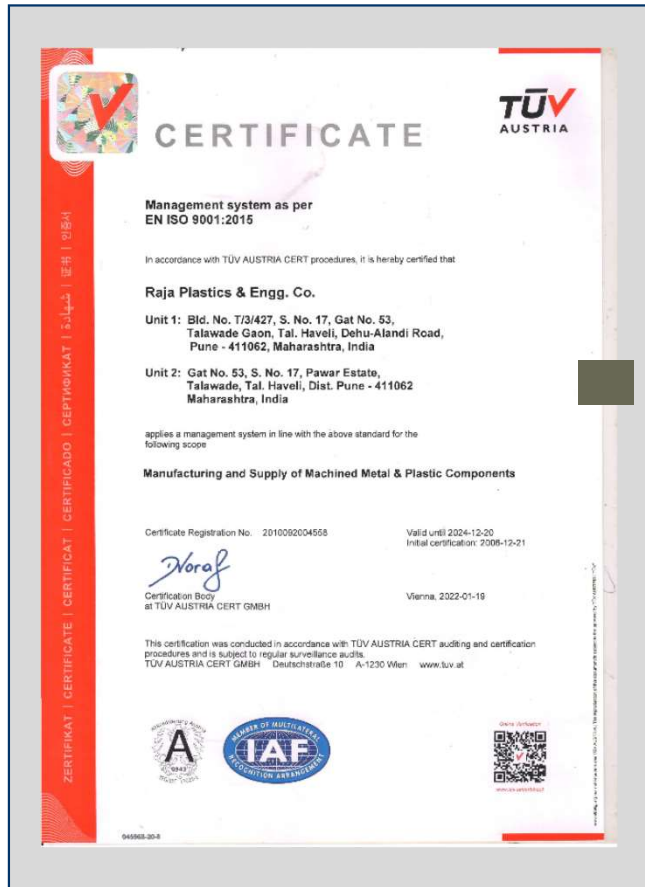 TÜV
AUSTRIA
CERTIFICATE
Management system as per
EN ISO 9001:2015
In accordance with TÜV AUSTRIA CERT procedures, it is hereby certified that
Raja Plastics & Engg. Co.
Unit 1: Bld. No. T/3/427, S. No. 17, Gat No. 53,
Talawade Gaon, Tal. Haveli, Dehu-Alandi Road,
Pune - 411062, Maharashtra, India
Unit 2: Gat No. 53, S. No. 17, Pawar Estate,
Talawade, Tal. Haveli, Dist. Pune - 411062
Maharashtra, India
applies a management system in line with the above standard for the
following scope
Manufacturing and Supply of Machined Metal & Plastic Components
Certificate Registration No. 2010092004568
Valid until 2024-12-20
Initial certification: 2006-12-21
Certification Body
at TÜV AUSTRIA CERT GMBH
Vienna, 2022-01-19
This certification was conducted in accordance with TÜV AUSTRIA CERT auditing and certification
procedures and is subject to regular surveillance audits.
TÜV AUSTRIA CERT GMBH Deutschstraße 10 A-1230 Wien www.tuv.at
ZERTIFIKAT | CERTIFICATE | CERTIFICAT | CERTIFICADO | СЕРТИФИКАТ | شهادة | 证书 | 인증서
A
MEMBER OF MULTILATERAL
IAF
RECOGNITION ARRANGEMENT
Online Verification